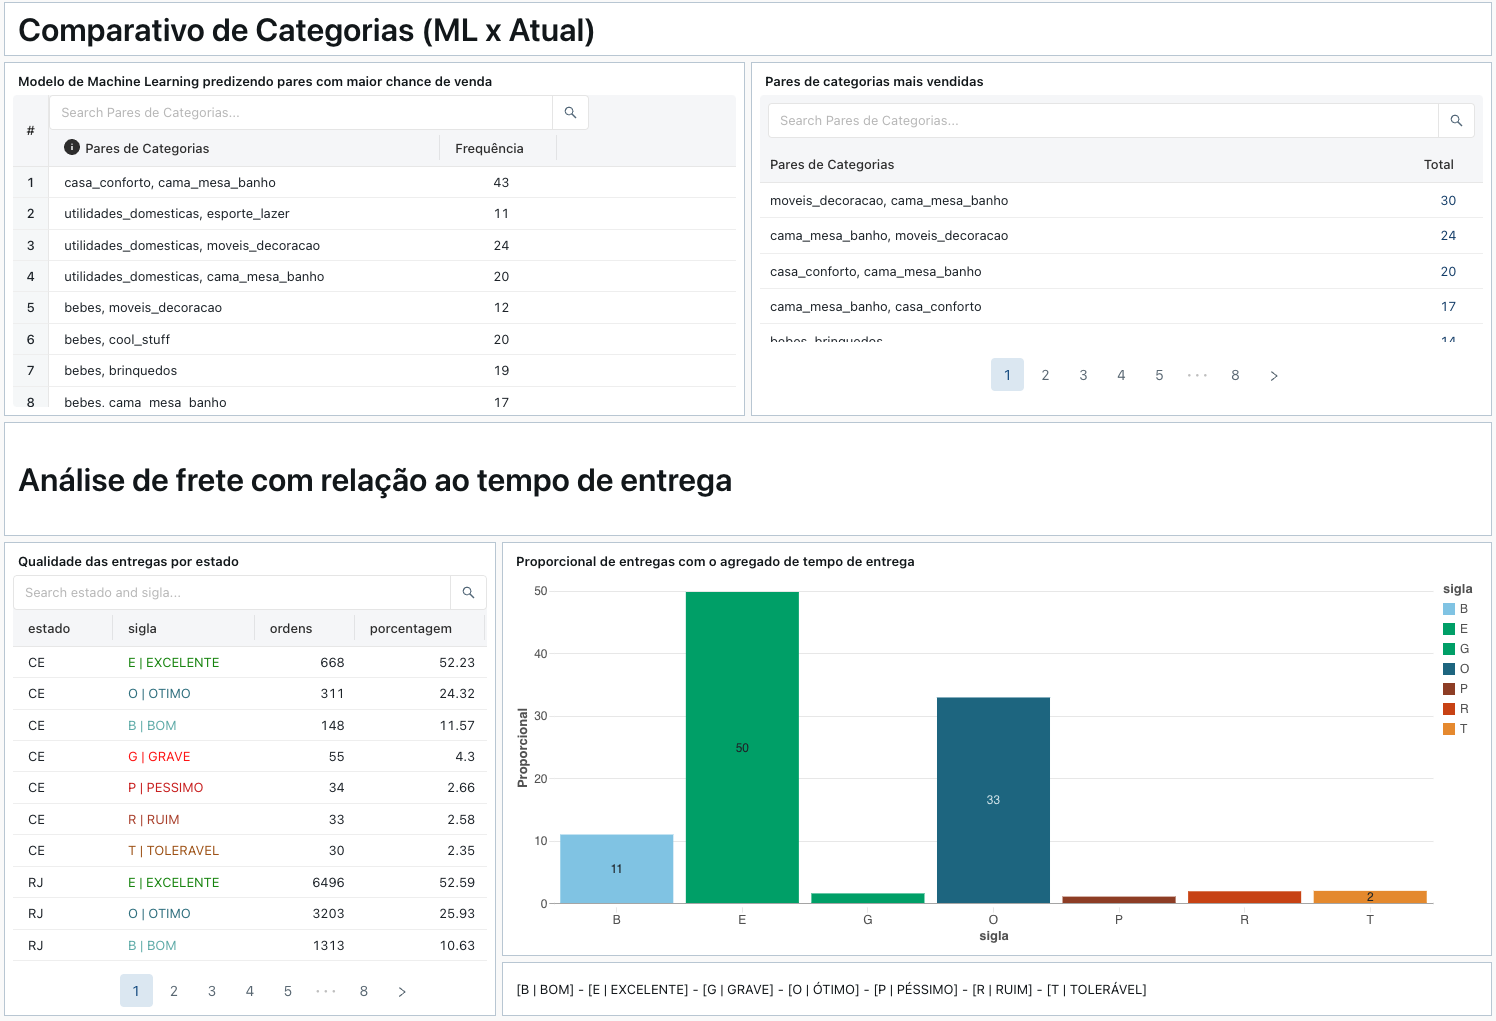 Comparativo de Categorias (ML x Atual)
Modelo de Machine Learning predizendo pares com maior chance de venda
Search Pares de Categorias...
# Pares de Categorias Frequência
1 casa_conforto, cama_mesa_banho 43
2 utilidades_domesticas, esporte_lazer 11
3 utilidades_domesticas, moveis_decoracao 24
4 utilidades_domesticas, cama_mesa_banho 20
5 bebes, moveis_decoracao 12
6 bebes, cool_stuff 20
7 bebes, brinquedos 19
8 bebes, cama_mesa_banho 17
Pares de categorias mais vendidas
Search Pares de Categorias...
Pares de Categorias Total
moveis_decoracao, cama_mesa_banho 30
cama_mesa_banho, moveis_decoracao 24
casa_conforto, cama_mesa_banho 20
cama_mesa_banho, casa_conforto 17
bebes, brinquedos 14
1 2 3 4 5 ··· 8 >
Análise de frete com relação ao tempo de entrega
Qualidade das entregas por estado
Search estado and sigla...
estado sigla ordens porcentagem
CE E | EXCELENTE 668 52.23
CE O | OTIMO 311 24.32
CE B | BOM 148 11.57
CE G | GRAVE 55 4.3
CE P | PESSIMO 34 2.66
CE R | RUIM 33 2.58
CE T | TOLERAVEL 30 2.35
RJ E | EXCELENTE 6496 52.59
RJ O | OTIMO 3203 25.93
RJ B | BOM 1313 10.63
1 2 3 4 5 ··· 8 >
Proporcional de entregas com o agregado de tempo de entrega
Proporcional
50
40
30
20
10
0
11
50
33
2
B E G O P R T
sigla
sigla
B
E
G
O
P
R
T
[B | BOM] - [E | EXCELENTE] - [G | GRAVE] - [O | ÓTIMO] - [P | PÉSSIMO] - [R | RUIM] - [T | TOLERÁVEL]